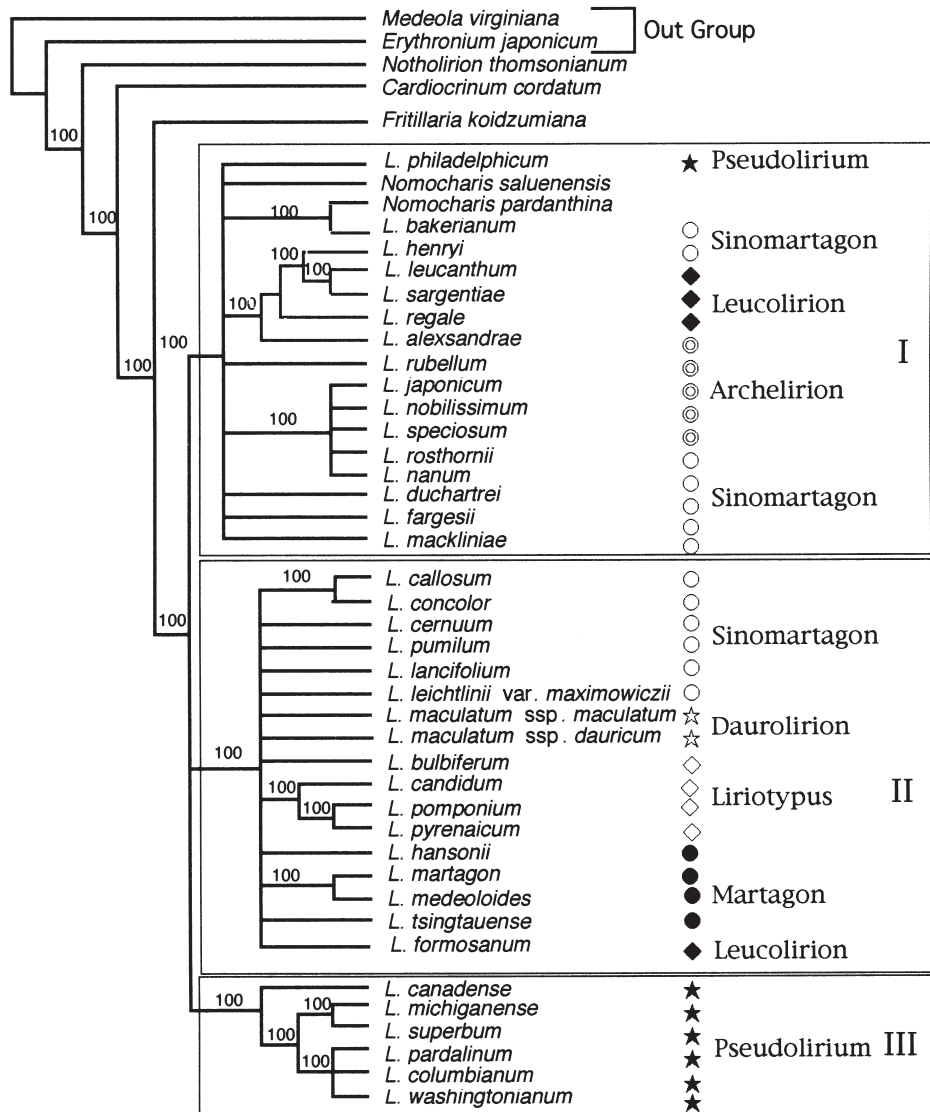 Medeola virginiana
Erythronium japonicum
Out Group
Notholirion thomsonianum
Cardiocrinum cordatum
100
Fritillaria koidzumiana
L. philadelphicum
Pseudolirium
Nomocharis saluenensis
Nomocharis pardanthina
100
100
L. bakerianum
Sinomartagon
L. henryi
100
L. leucanthum
100
L. sargentiae
Leucolirion
100
L. regale
L. alexsandrae
100
100
I
L. rubellum
L. japonicum
Archelirion
L. nobilissimum
100
L. speciosum
L. rosthornii
L. nanum
L. duchartrei
Sinomartagon
L. fargesii
L. mackliniae
100
L. callosum
L. concolor
100
L. cernuum
Sinomartagon
L. pumilum
L. lancifolium
L. leichtlinii var. maximowiczii
L. maculatum ssp. maculatum
Daurolirion
L. maculatum ssp. dauricum
100
L. bulbiferum
L. candidum
100
Liriotypus
II
L. pomponium
100
L. pyrenaicum
L. hansonii
L. martagon
100
Martagon
L. medeoloides
L. tsingtauense
L. formosanum
Leucolirion
L. canadense
100
L. michiganense
100
L. superbum
100
Pseudolirium III
L. pardalinum
100
L. columbianum
L. washingtonianum